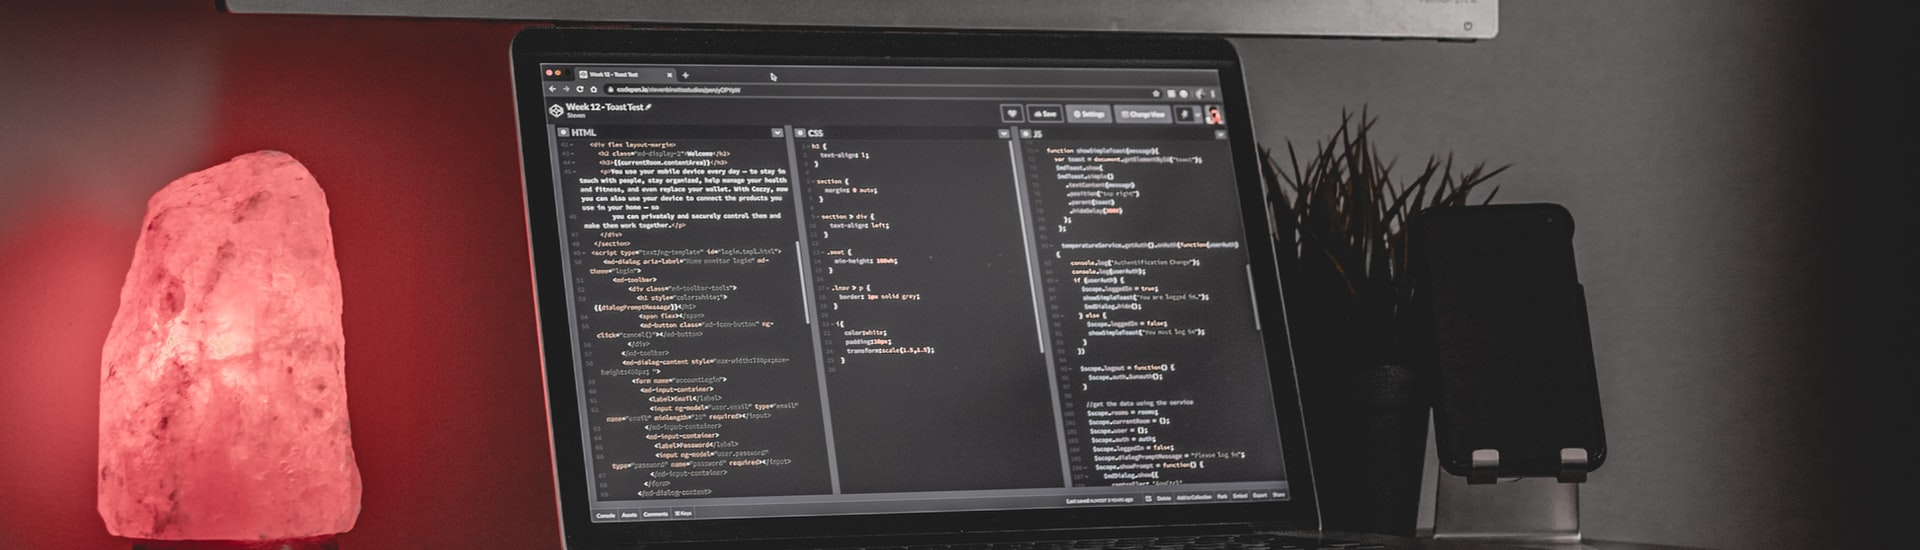 Week 12 - Toast Test
codepen.io/stevenbinettestudios/pen/yOPYpW
Week 12 - Toast Test
Steven
Save
Settings
Change View
HTML
<div flex layout-margin>
<h2 class="md-display-2">Welcome</h2>
<h3>{{currentRoom.contentArea}}</h3>
<p>You use your mobile device every day — to stay in
touch with people, stay organized, help manage your health
and fitness, and even replace your wallet. With Cozzy, now
you can also use your device to connect the products you
use in your home — so
you can privately and securely control them and
make them work together.</p>
</div>
</section>
<script type="text/ng-template" id="login.tmpl.html">
<md-dialog aria-label="Home monitor login" md-
theme="login">
<md-toolbar>
<div class="md-toolbar-tools">
<h1 style="color:white;">
{{dialogPromptMessage}}</h1>
<span flex></span>
<md-button class="md-icon-button" ng-
click="cancel()"></md-button>
</div>
</md-toolbar>
<md-dialog-content style="max-width:700px;max-
height:400px; ">
<form name="accountLogin">
<md-input-container>
<label>Email</label>
<input ng-model="user.email" type="email"
name="email" minlength="10" required></input>
</md-input-container>
<md-input-container>
<label>Password</label>
<input ng-model="user.password"
type="password" name="password" required></input>
</md-input-container>
</form>
</md-dialog-content>
CSS
h2 {
text-align: l;
}
section {
margin: 0 auto;
}
section > div {
text-align: left;
}
min-height: 100wh;
}
.lnav > p {
border: 1px solid grey;
}
i{
color:white;
padding:10px;
transform:scale(1.5,1.5);
}
JS
function showSimpleToast(message){
var toast = document.getElementById("toast");
$mdToast.show(
$mdToast.simple()
.textContent(message)
.position("top right")
.parent(toast)
.hideDelay(3000)
);
};
temperatureService.getAuth().onAuth(function(userAuth)
{
console.log("Authentification Change");
console.log(userAuth);
if (userAuth) {
$scope.loggedIn = true;
showSimpleToast("You are logged in.");
$mdDialog.hide();
} else {
$scope.loggedIn = false;
showSimpleToast("You must log in");
}
})
$scope.logout = function() {
$scope.auth.$unauth();
}
//get the data using the service
$scope.rooms = rooms;
$scope.currentRoom = {};
$scope.user = {};
$scope.auth = auth;
$scope.loggedIn = false;
$scope.dialogPromptMessage = "Please log in";
$scope.showPrompt = function() {
$mdDialog.show({
controller: "AppCtrl",
Console Assets Comments ⌘ Keys
Last saved ALMOST 3 YEARS ago Delete Add to Collection Fork Embed Export Share